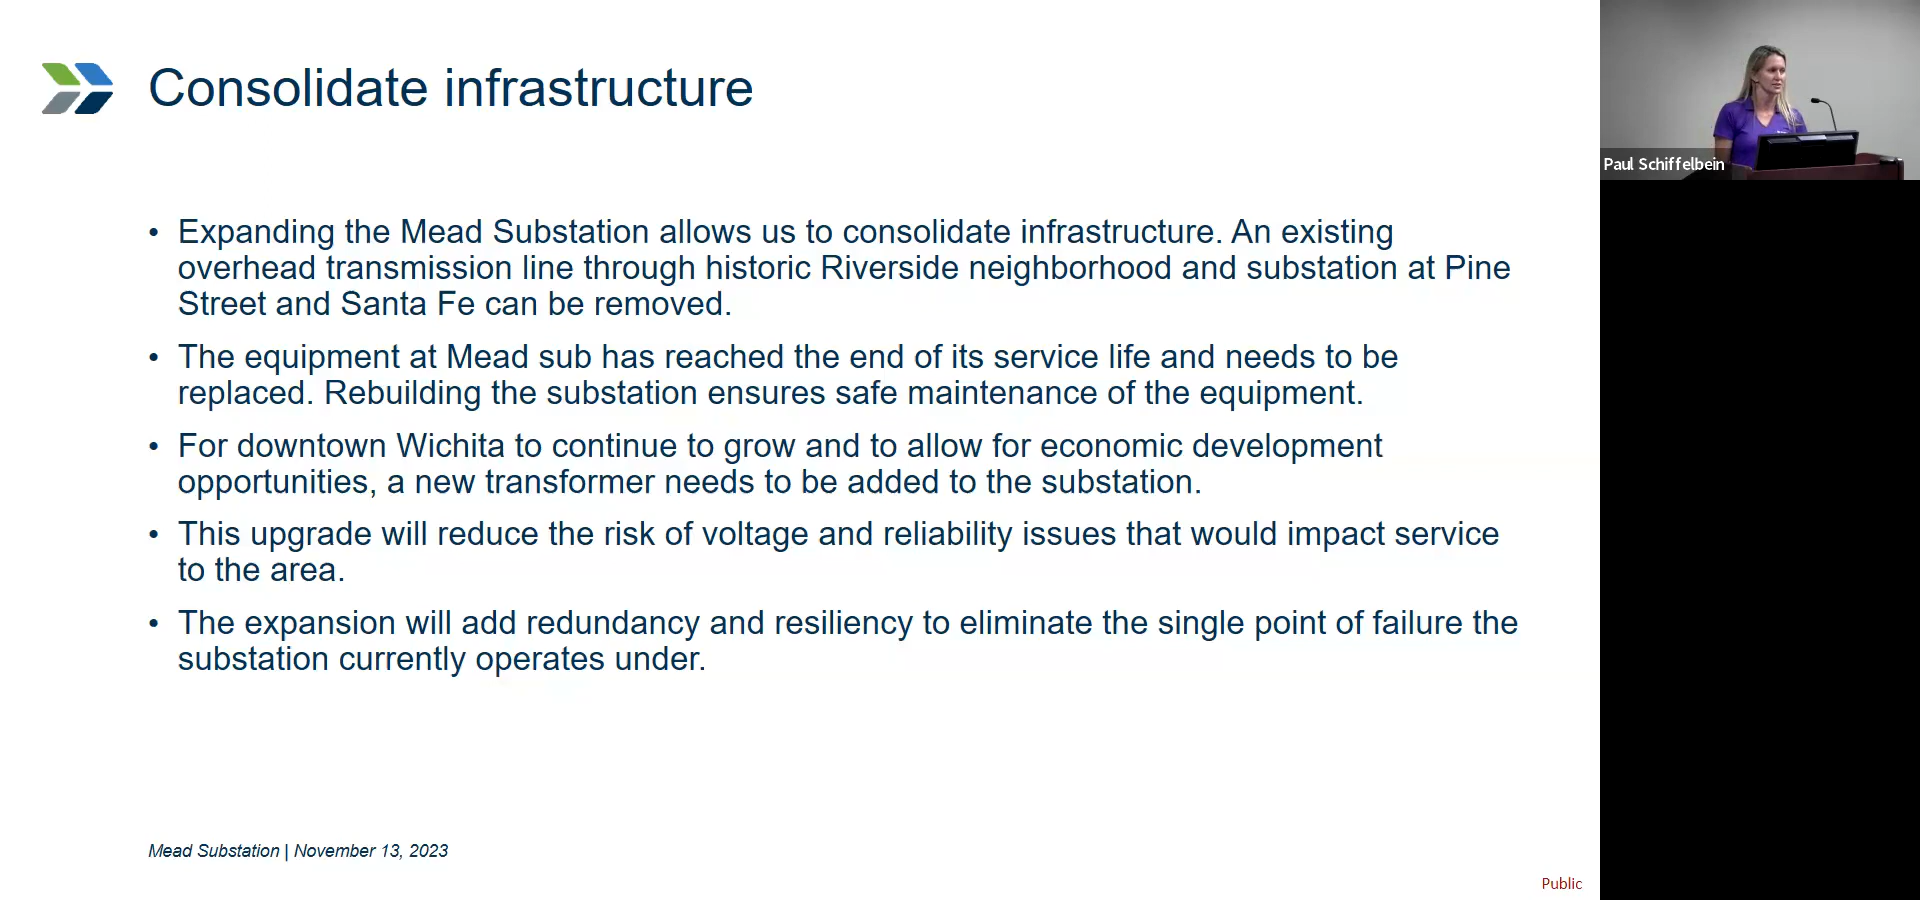 Consolidate infrastructure
Paul Schiffelbein
• Expanding the Mead Substation allows us to consolidate infrastructure. An existing
overhead transmission line through historic Riverside neighborhood and substation at Pine
Street and Santa Fe can be removed.
• The equipment at Mead sub has reached the end of its service life and needs to be
replaced. Rebuilding the substation ensures safe maintenance of the equipment.
• For downtown Wichita to continue to grow and to allow for economic development
opportunities, a new transformer needs to be added to the substation.
• This upgrade will reduce the risk of voltage and reliability issues that would impact service
to the area.
• The expansion will add redundancy and resiliency to eliminate the single point of failure the
substation currently operates under.
Mead Substation | November 13, 2023
Public